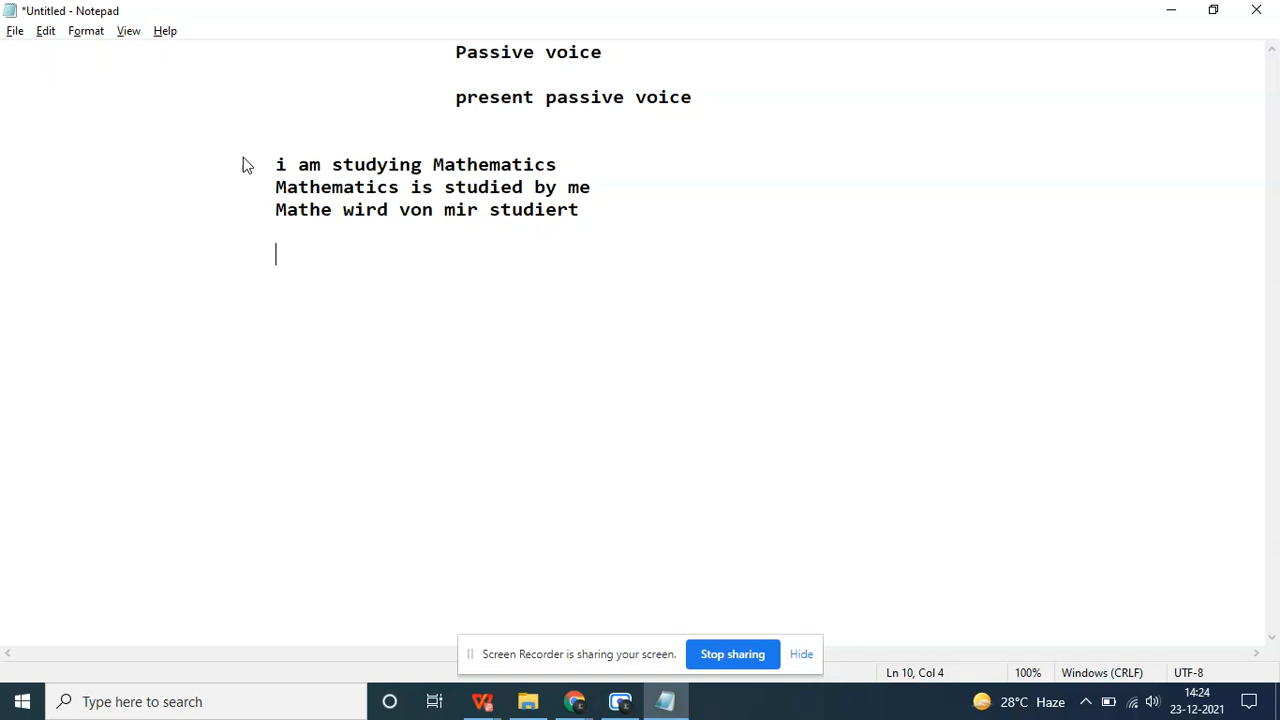 *Untitled - Notepad
File Edit Format View Help
Passive voice
present passive voice
i am studying Mathematics
Mathematics is studied by me
Mathe wird von mir studiert
Screen Recorder is sharing your screen. Stop sharing Hide
Ln 10, Col 4 100% Windows (CRLF) UTF-8
Type here to search
28°C Haze
14:24
23-12-2021